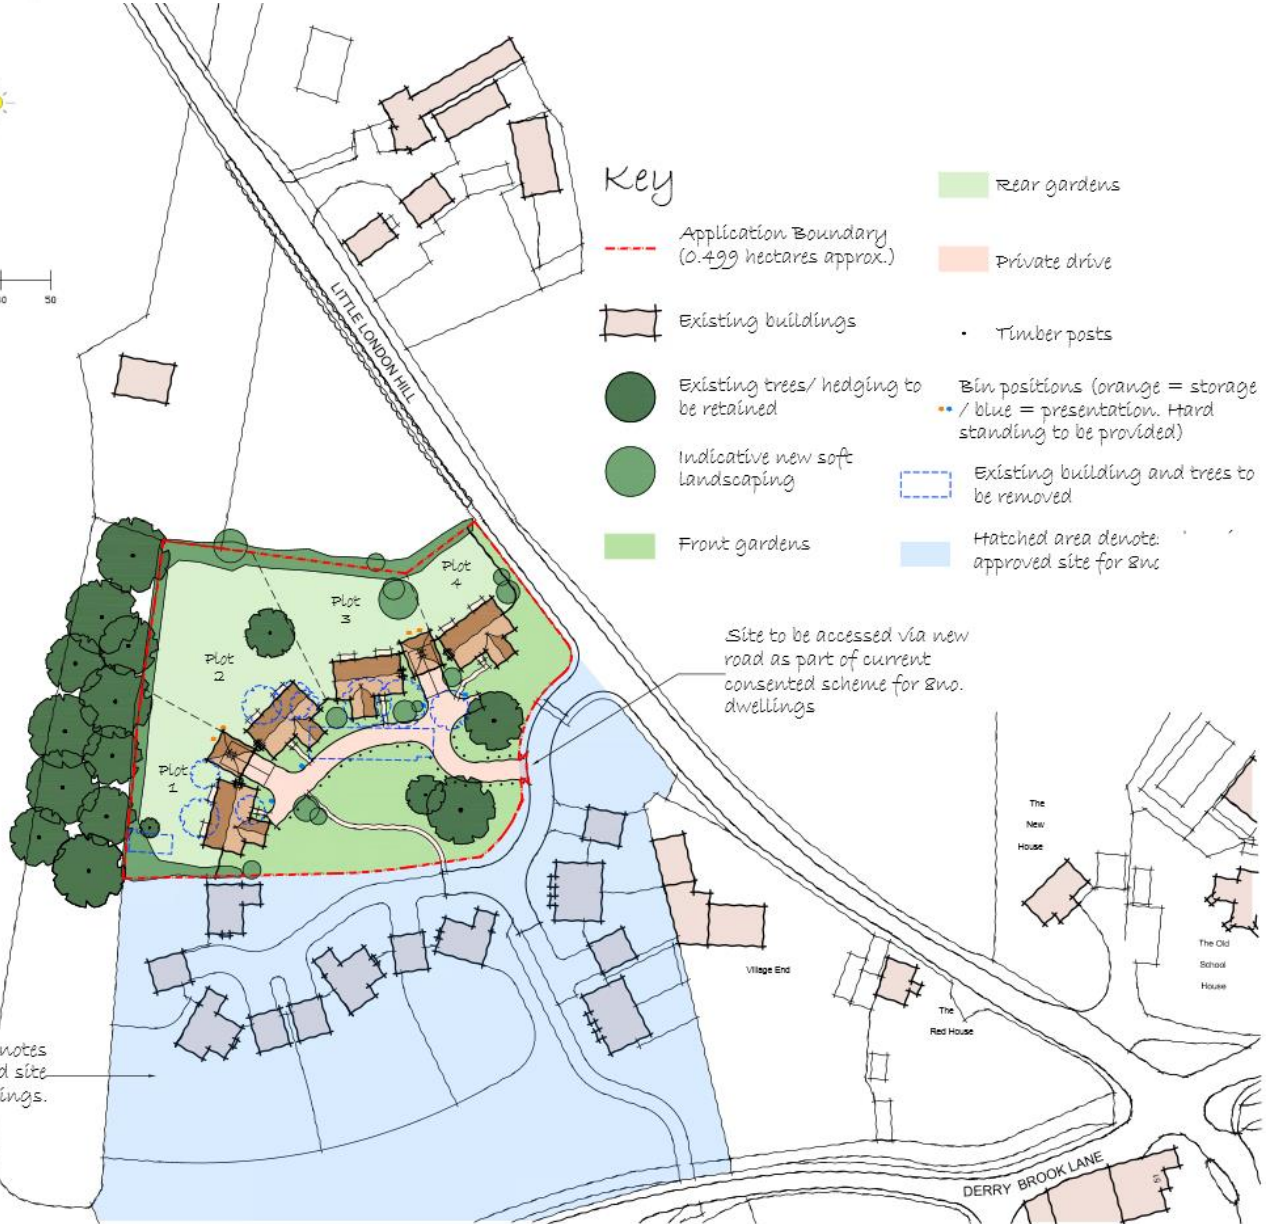 Key
Application Boundary
(0.499 hectares approx.)
Existing buildings
Existing trees/ hedging to
be retained
Indicative new soft
landscaping
Front gardens
Rear gardens
Private drive
Timber posts
Bin positions (orange = storage
/ blue = presentation. Hard
standing to be provided)
Existing building and trees to
be removed
Hatched area denote
approved site for 8no
50
LITTLE LONDON HILL
Plot
4
Plot
3
Plot
2
Plot
1
Site to be accessed via new
road as part of current
consented scheme for 8no.
dwellings
The
New
House
The Old
School
House
Village End
The
Red House
notes
d site
ings.
DERRY BROOK LANE